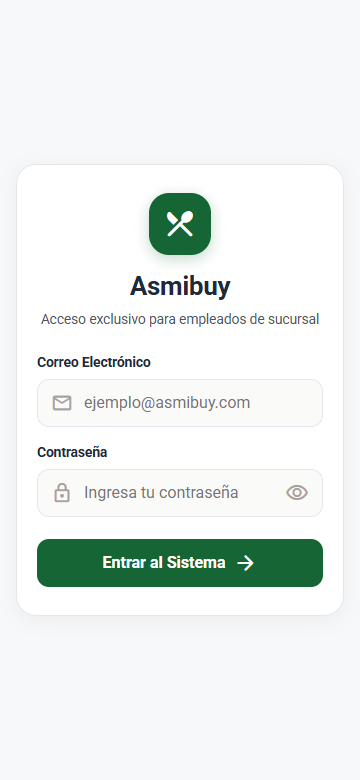 Asmibuy
Acceso exclusivo para empleados de sucursal
Correo Electrónico
ejemplo@asmibuy.com
Contraseña
Ingresa tu contraseña
Entrar al Sistema